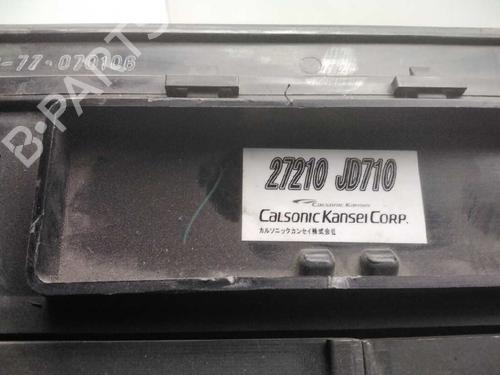 -77-070106
B-PARTS
27210 JD710
Calsonic Kansei
CALSONIC KANSEI CORP.
カルソニックカンセイ株式会社